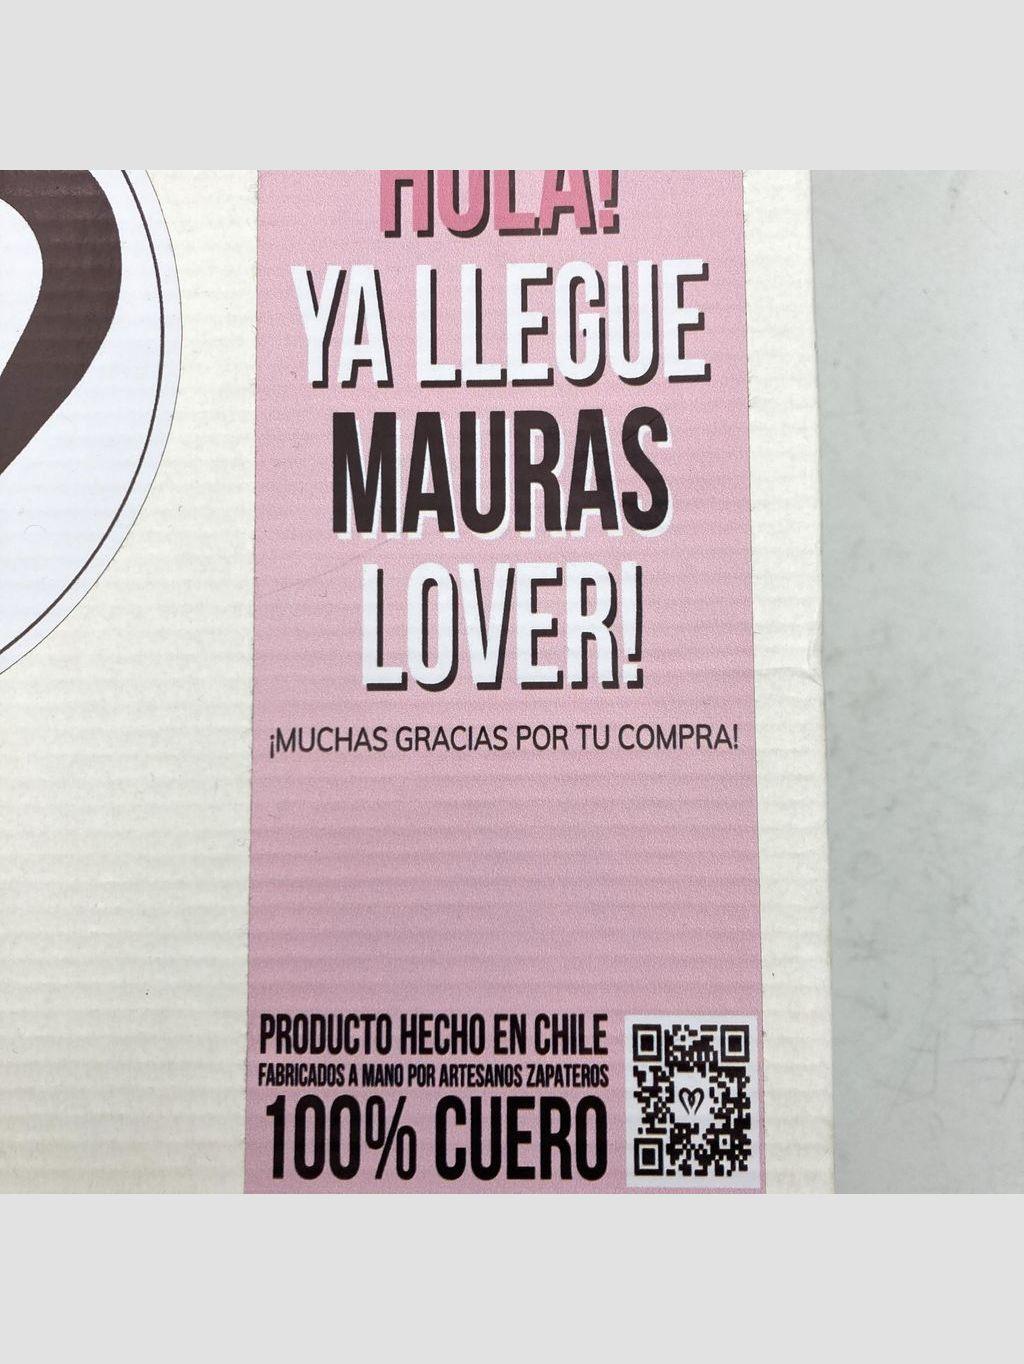 HOLA!
YA LLEGUE
MAURAS
LOVER!
¡MUCHAS GRACIAS POR TU COMPRA!
PRODUCTO HECHO EN CHILE
FABRICADOS A MANO POR ARTESANOS ZAPATEROS
100% CUERO